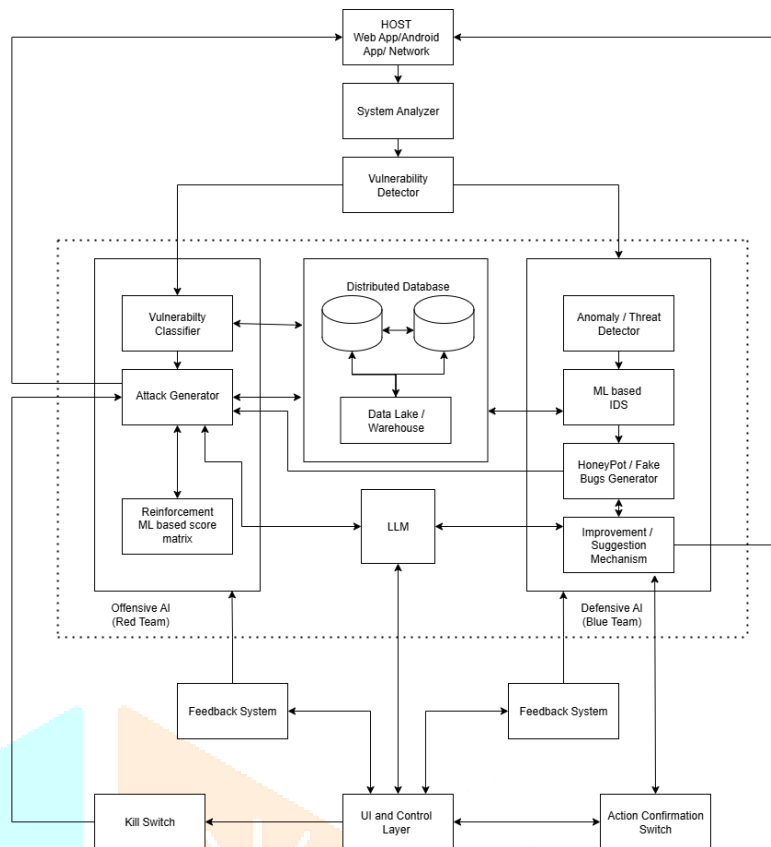 HOST
Web App/Android
App/ Network
System Analyzer
Vulnerability
Detector
Distributed Database
Vulnerabilty
Classifier
Anomaly / Threat
Detector
Attack Generator
ML based
IDS
Data Lake /
Warehouse
HoneyPot / Fake
Bugs Generator
Reinforcement
ML based score
matrix
LLM
Improvement /
Suggestion
Mechanism
Offensive AI
(Red Team)
Defensive AI
(Blue Team)
Feedback System
Feedback System
Kill Switch
UI and Control
Layer
Action Confirmation
Switch